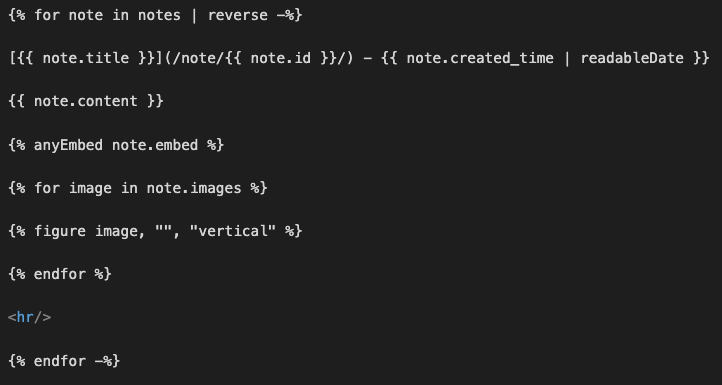 {% for note in notes | reverse -%}
[{{ note.title }}](/note/{{ note.id }}/) - {{ note.created_time | readableDate }}
{{ note.content }}
{% anyEmbed note.embed %}
{% for image in note.images %}
{% figure image, "", "vertical" %}
{% endfor %}
<hr/>
{% endfor -%}